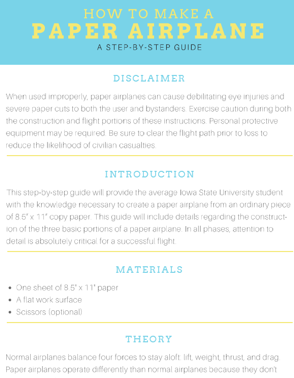 HOW TO MAKE A
PAPER AIRPLANE
A STEP-BY-STEP GUIDE
DISCLAIMER
When used improperly, paper airplanes can cause debilitating eye injuries and
severe paper cuts to both the user and bystanders. Exercise caution during both
the construction and flight portions of these instructions. Personal protective
equipment may be required. Be sure to clear the flight path prior to toss to
reduce the likelihood of civilian casualties.
INTRODUCTION
This step-by-step guide will provide the average Iowa State University student
with the knowledge necessary to create a paper airplane from an ordinary piece
of 8.5" x 11" copy paper. This guide will include details regarding the construct-
ion of the three basic portions of a paper airplane. In all phases, attention to
detail is absolutely critical for a successful flight.
MATERIALS
• One sheet of 8.5" x 11" paper
• A flat work surface
• Scissors (optional)
THEORY
Normal airplanes balance four forces to stay aloft: lift, weight, thrust, and drag.
Paper airplanes operate differently than normal airplanes because they don't